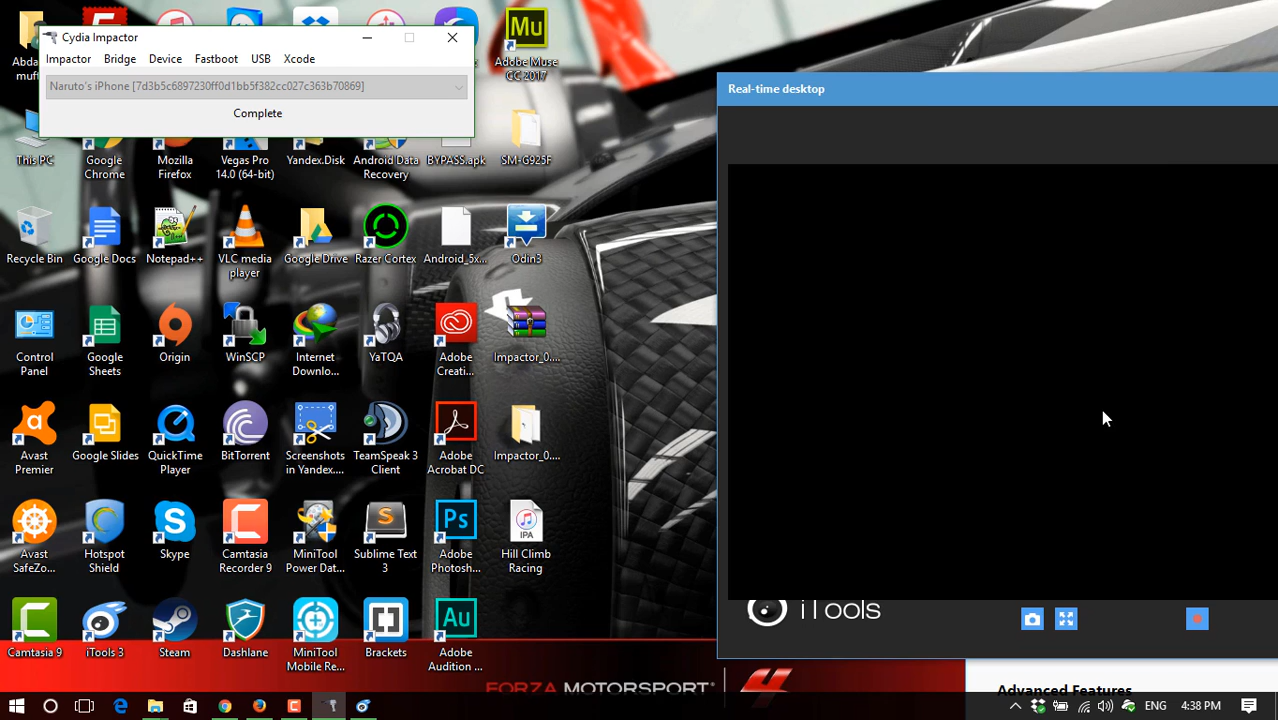 Cydia Impactor
Impactor Bridge Device Fastboot USB Xcode
Naruto's iPhone [7d3b5c6897230ff0d1bb5f382cc027c363b70869]
Complete
Real-time desktop
Mu
Adobe Muse
CC 2017
This PC
Google
Chrome
Mozilla
Firefox
Vegas Pro
14.0 (64-bit)
Yandex.Disk
Android Data
Recovery
BYPASS.apk
SM-G925F
Recycle Bin
Google Docs
Notepad++
VLC media
player
Google Drive
Razer Cortex
Android_5x...
Odin3
Control
Panel
Google
Sheets
Origin
WinSCP
Internet
Downlo...
YaTQA
Adobe
Creati...
Impactor_0....
Avast
Premier
Google Slides
QuickTime
Player
BitTorrent
Screenshots
in Yandex....
TeamSpeak 3
Client
Adobe
Acrobat DC
Impactor_0....
Avast
SafeZo...
Hotspot
Shield
Skype
Camtasia
Recorder 9
MiniTool
Power Dat...
Sublime Text
3
Ps
Adobe
Photosh...
IPA
Hill Climb
Racing
Camtasia 9
iTools 3
Steam
Dashlane
MiniTool
Mobile Re...
Brackets
Au
Adobe
Audition ...
iTools
FORZA MOTORSPORT 4
Advanced Features
ENG 4:38 PM